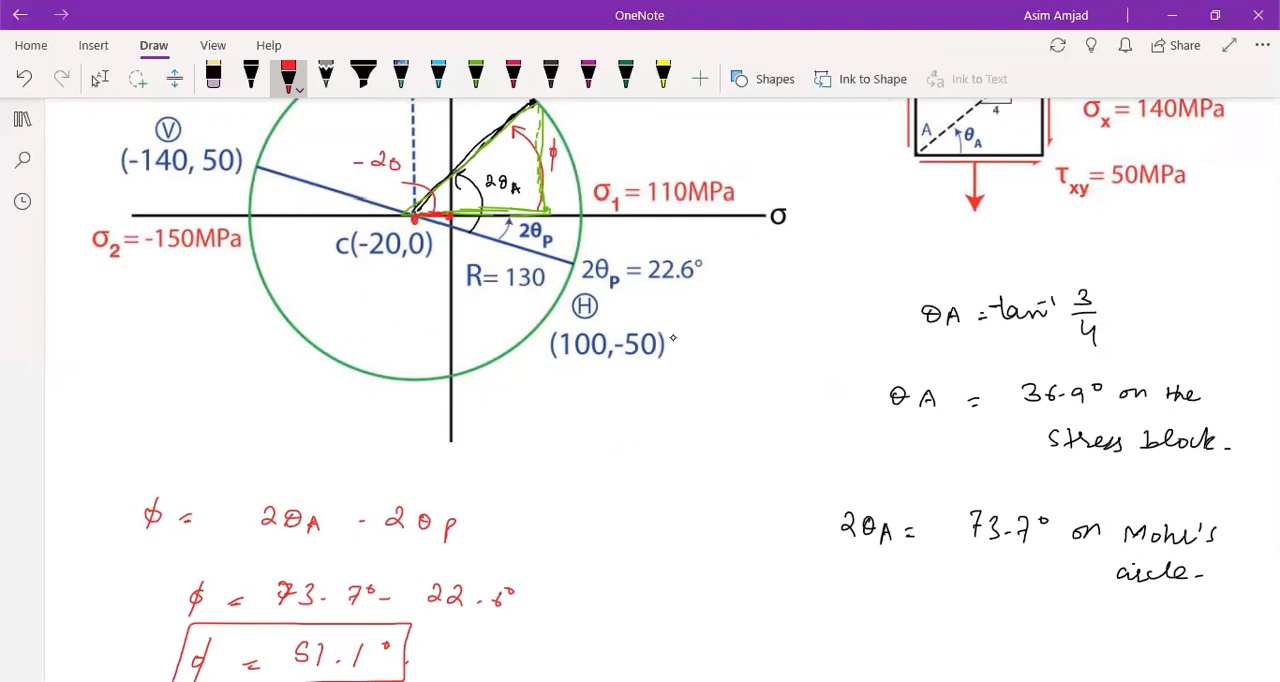 OneNote
Asim Amjad
Home Insert Draw View Help
Share
Shapes
Ink to Shape
Ink to Text
V
(-140, 50)
-20
2θA
ϕ
σ1 = 110MPa
σ
σ2 = -150MPa
c(-20,0)
2θP
R= 130
2θP = 22.6°
H
(100,-50)
4
A
θA
σx = 140MPa
τxy = 50MPa
θA = tan-1 3/4
θA = 36.9° on the
stress block.
2θA = 73.7° on Mohr's
circle.
ϕ = 2θA - 2θP
ϕ = 73.7° - 22.6°
ϕ = 51.1°